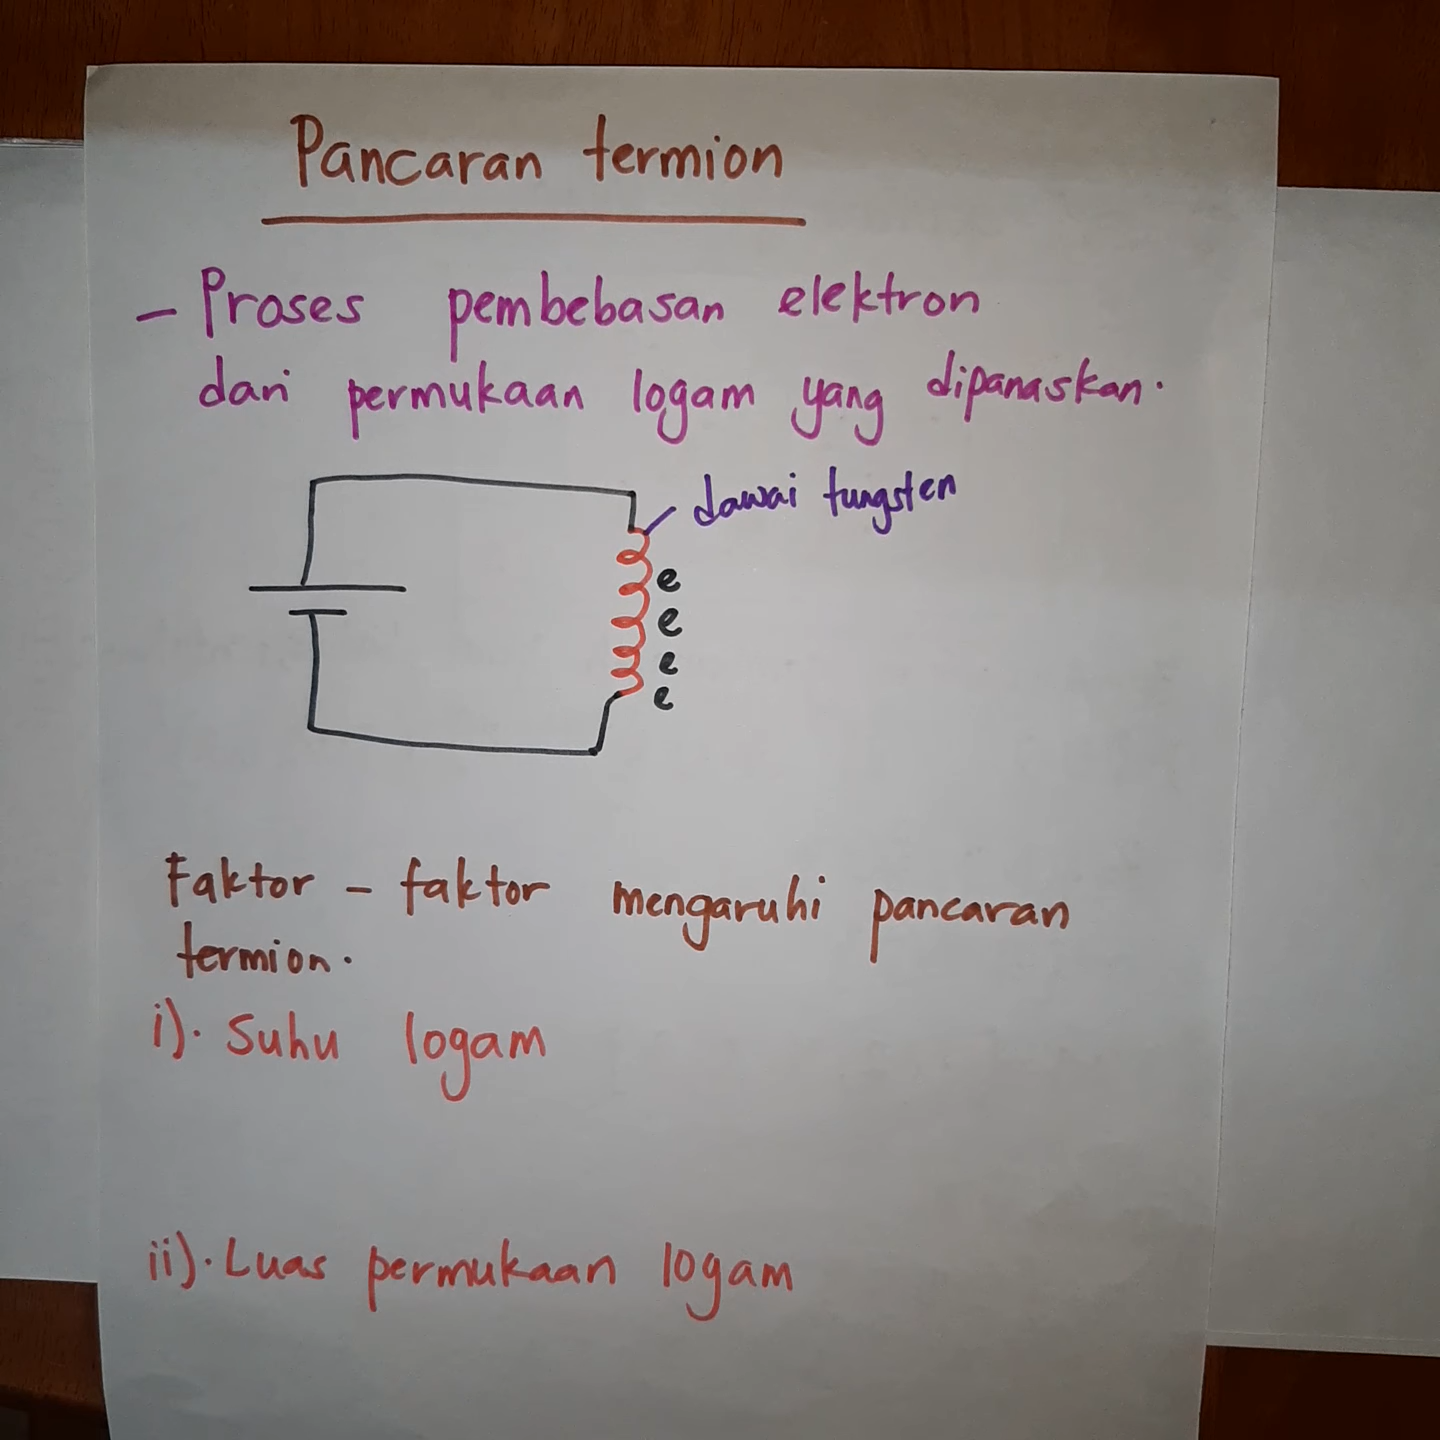 Pancaran termion
- Proses pembebasan elektron
dari permukaan logam yang dipanaskan.
dawai tungsten
e
e
e
e
Faktor - faktor mengaruhi pancaran
termion.
i). Suhu logam
ii). Luas permukaan logam